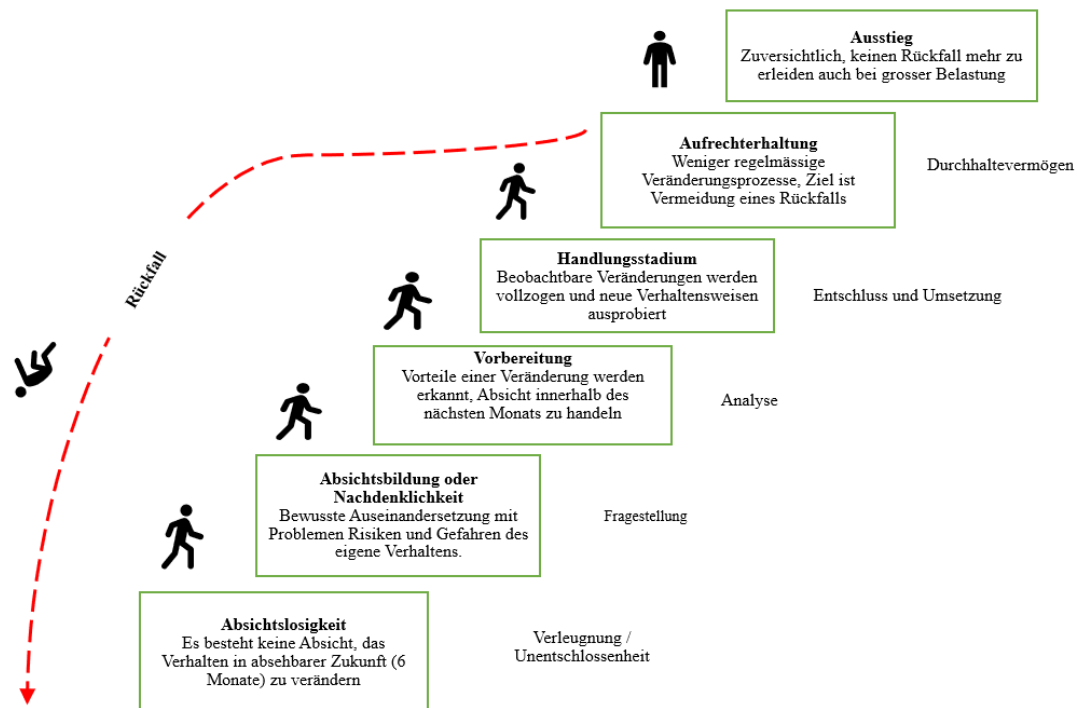 Ausstieg
Zuversichtlich, keinen Rückfall mehr zu
erleiden auch bei grosser Belastung
Aufrechterhaltung
Weniger regelmässige
Veränderungsprozesse, Ziel ist
Vermeidung eines Rückfalls
Durchhaltevermögen
Rückfall
Handlungsstadium
Beobachtbare Veränderungen werden
vollzogen und neue Verhaltensweisen
ausprobiert
Entschluss und Umsetzung
Vorbereitung
Vorteile einer Veränderung werden
erkannt, Absicht innerhalb des
nächsten Monats zu handeln
Analyse
Absichtsbildung oder
Nachdenklichkeit
Bewusste Auseinandersetzung mit
Problemen Risiken und Gefahren des
eigene Verhaltens.
Fragestellung
Absichtslosigkeit
Es besteht keine Absicht, das
Verhalten in absehbarer Zukunft (6
Monate) zu verändern
Verleugnung /
Unentschlossenheit